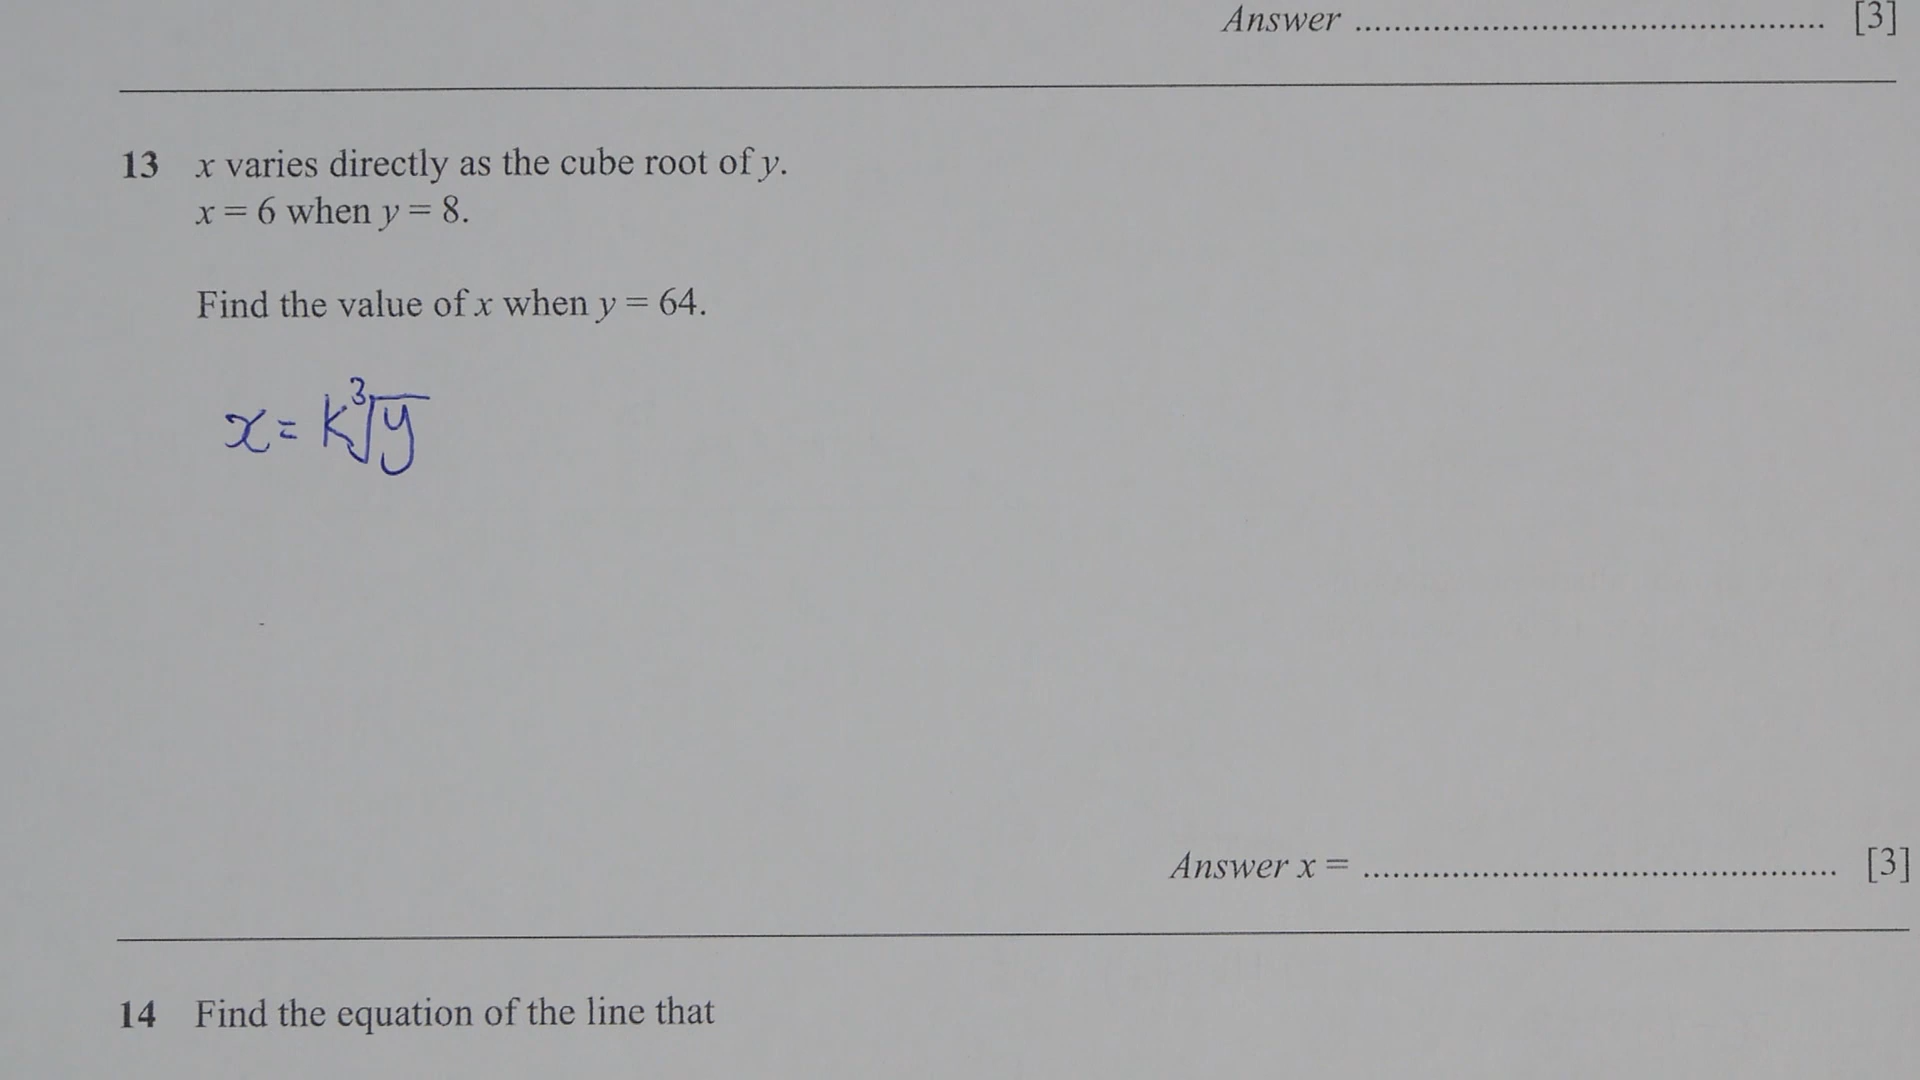 Answer ................................................ [3]
13 x varies directly as the cube root of y.
x = 6 when y = 8.
Find the value of x when y = 64.
x = k∛y
Answer x = ................................................ [3]
14 Find the equation of the line that